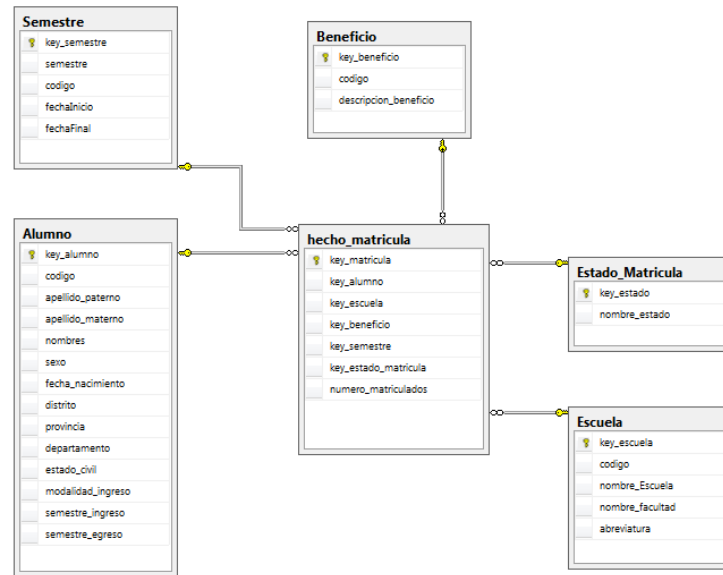 Semestre
key_semestre
semestre
codigo
fechaInicio
fechaFinal
Beneficio
key_beneficio
codigo
descripcion_beneficio
Alumno
key_alumno
codigo
apellido_paterno
apellido_materno
nombres
sexo
fecha_nacimiento
distrito
provincia
departamento
estado_civil
modalidad_ingreso
semestre_ingreso
semestre_egreso
hecho_matricula
key_matricula
key_alumno
key_escuela
key_beneficio
key_semestre
key_estado_matricula
numero_matriculados
Estado_Matricula
key_estado
nombre_estado
Escuela
key_escuela
codigo
nombre_Escuela
nombre_facultad
abreviatura